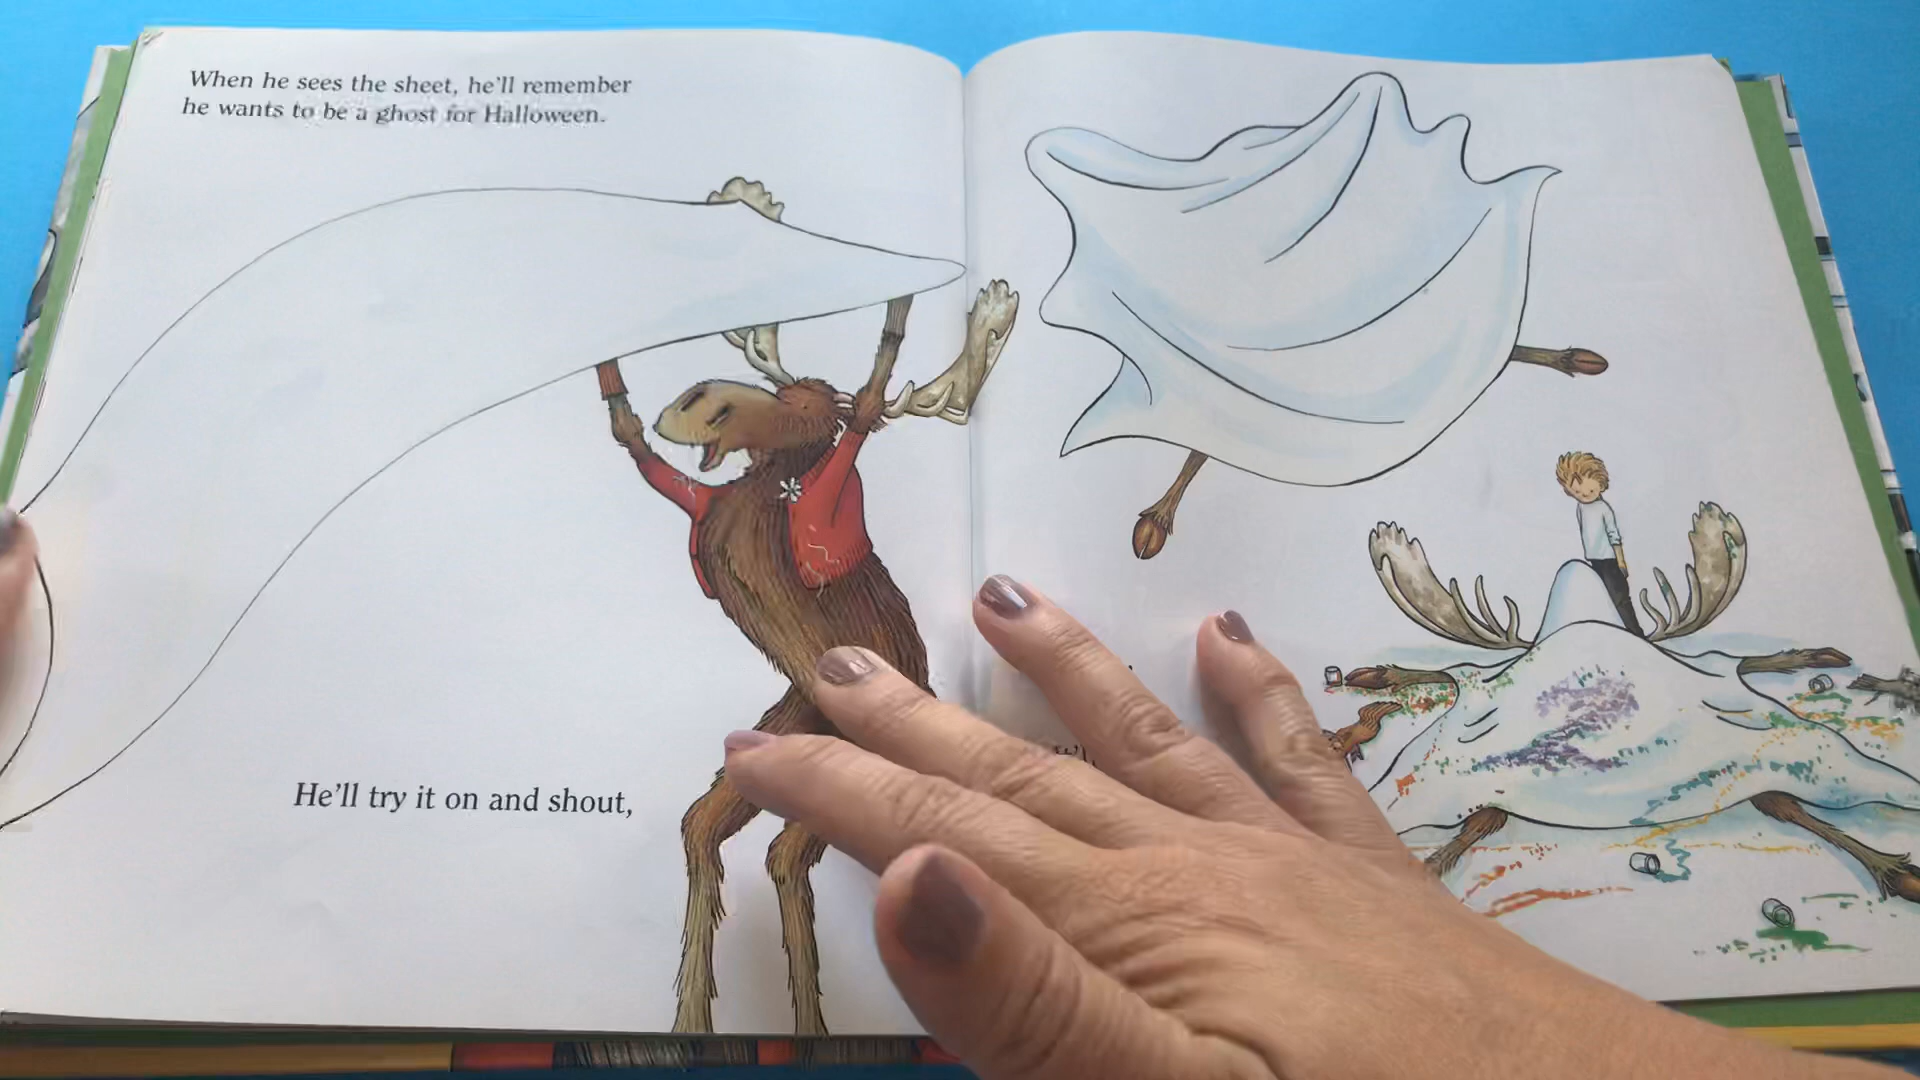 When he sees the sheet, he'll remember
he wants to be a ghost for Halloween.
He'll try it on and shout,